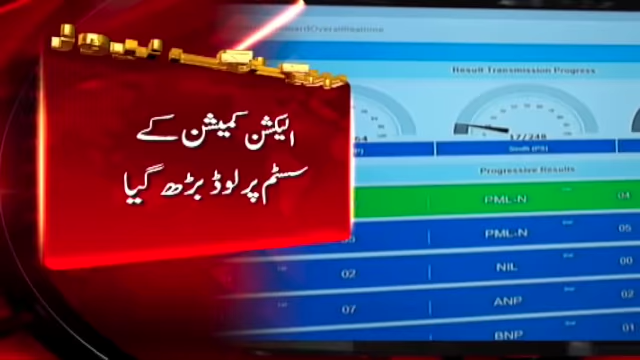 الیکشن کمیشن کے
سسٹم پر لوڈ بڑھ گیا
Result Transmission Progress
17/248
Sindh (PS)
Progressive Results
PML-N 04
PML-N 05
NIL 00
02 ANP 02
07 BNP 01